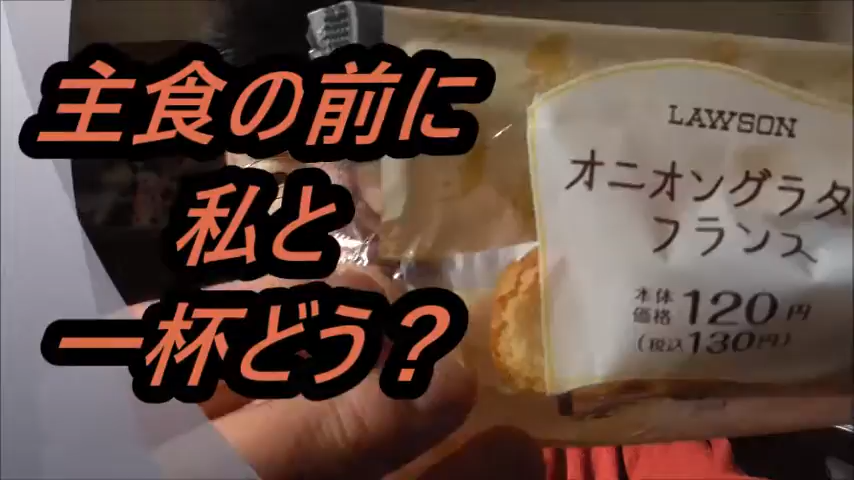 主食の前に
私と
一杯どう?
LAWSON
オニオングラタ
フランス
本体価格 120円
(税込130円)